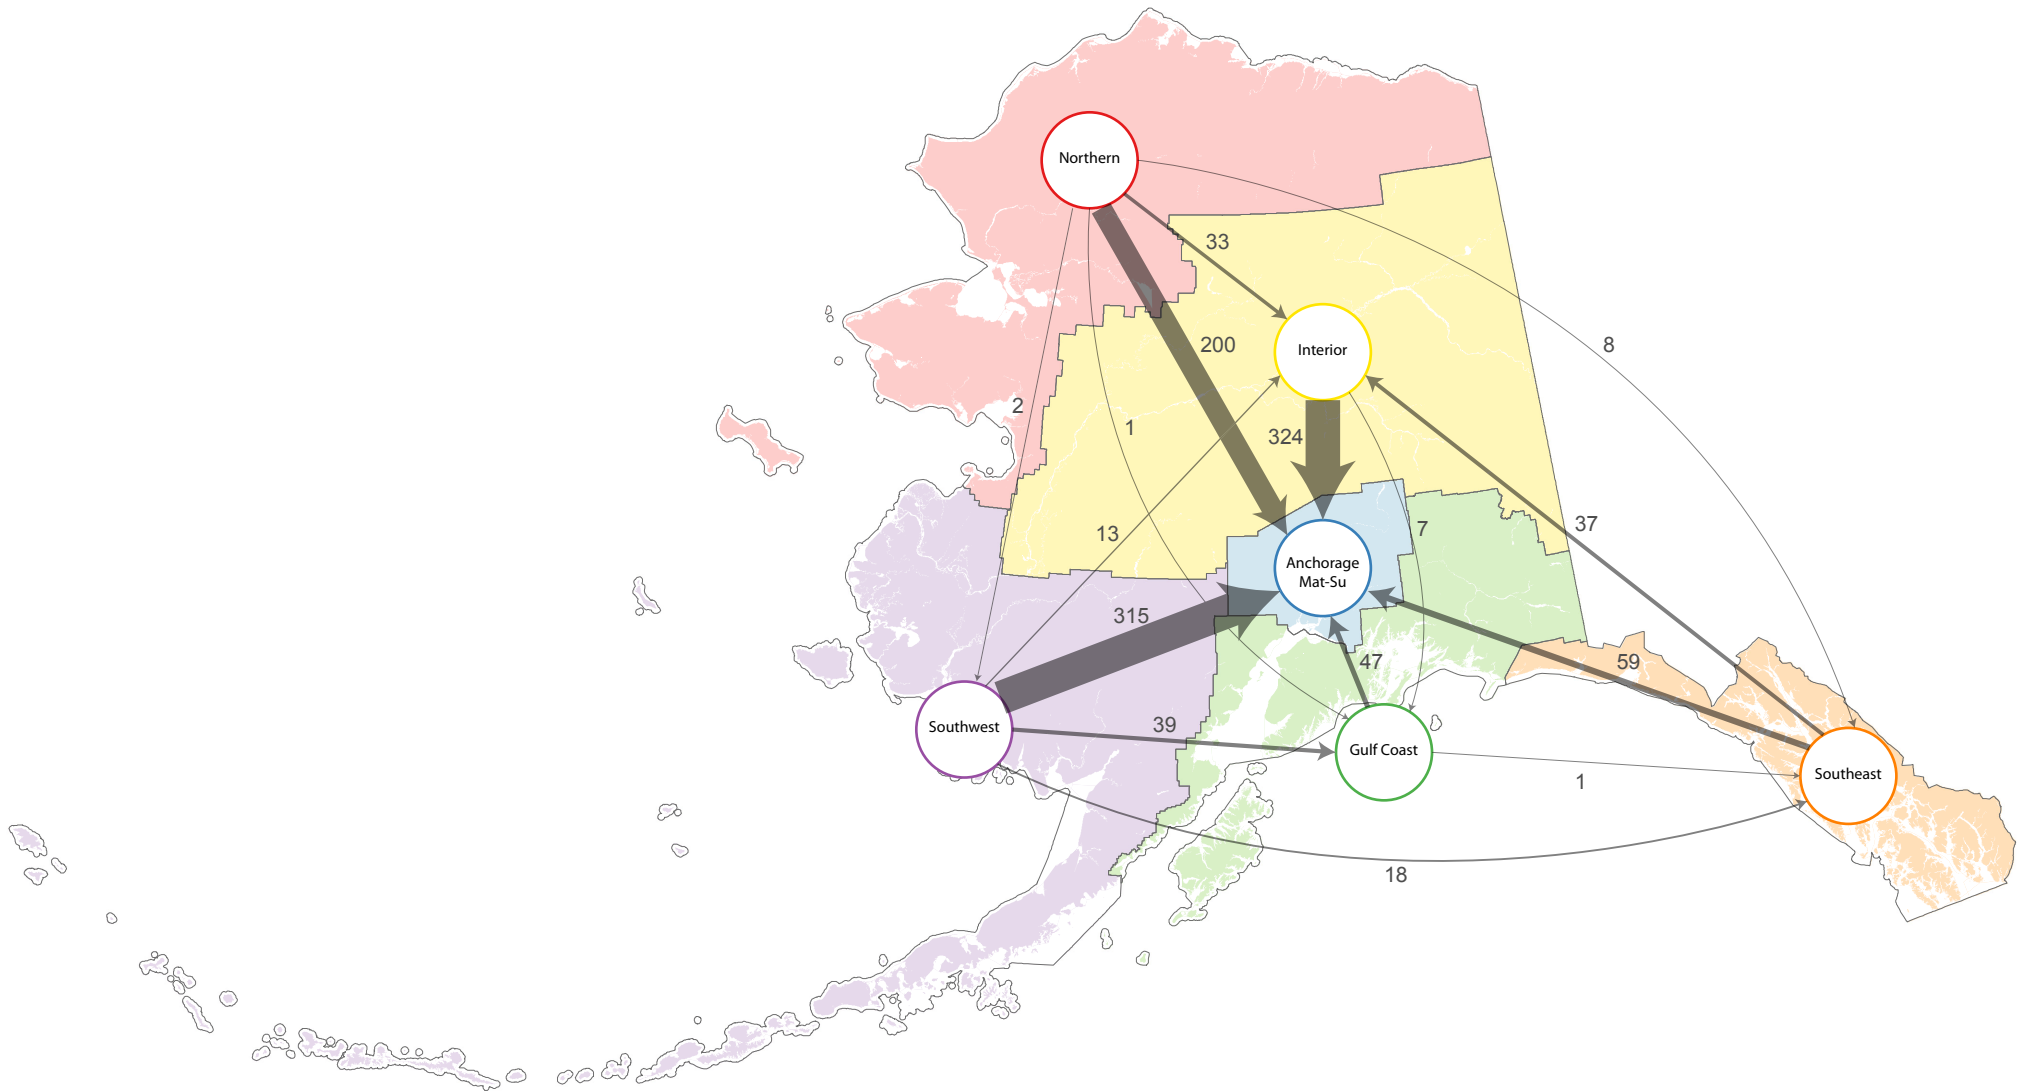 Northern
33
200
Interior
8
2
1
324
13
7
37
Anchorage
Mat-Su
315
47
59
Southwest
39
Gulf Coast
1
Southeast
18